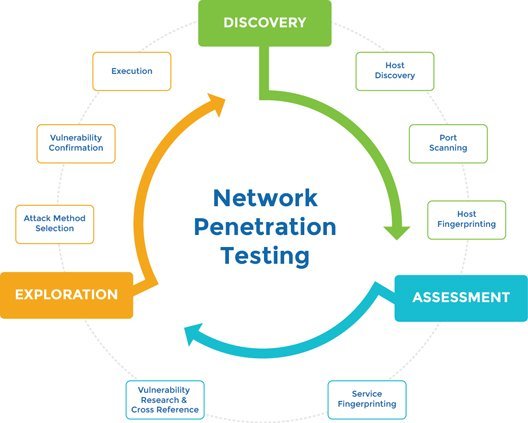 DISCOVERY
Host
Discovery
Port
Scanning
Host
Fingerprinting
ASSESSMENT
Service
Fingerprinting
Vulnerability
Research &
Cross Reference
EXPLORATION
Attack Method
Selection
Vulnerability
Confirmation
Execution
Network
Penetration
Testing